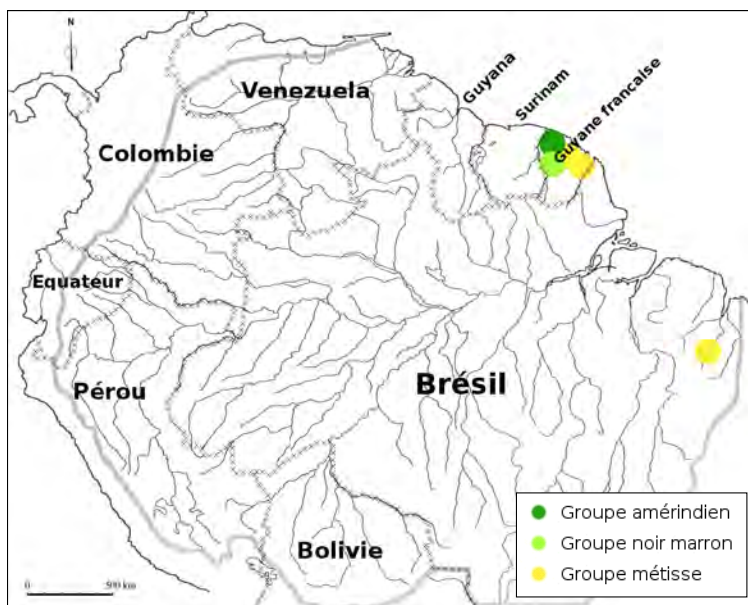 N
Venezuela
Guyana
Surinam
Guyane francaise
Colombie
Equateur
Pérou
Brésil
Bolivie
Groupe amérindien
Groupe noir marron
Groupe métisse
0 500 km